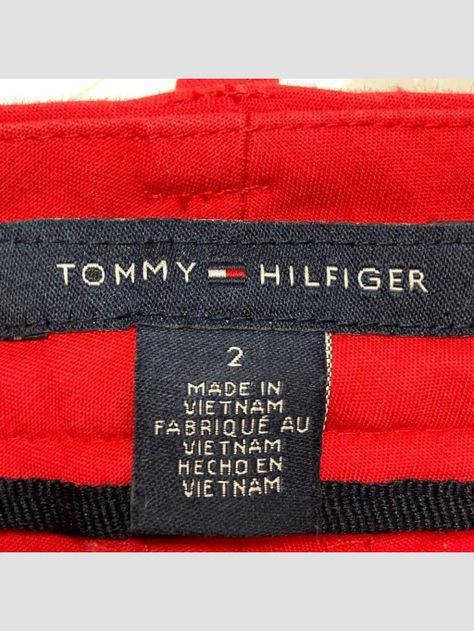 TOMMY HILFIGER
2
MADE IN
VIETNAM
FABRIQUÉ AU
VIETNAM
HECHO EN
VIETNAM